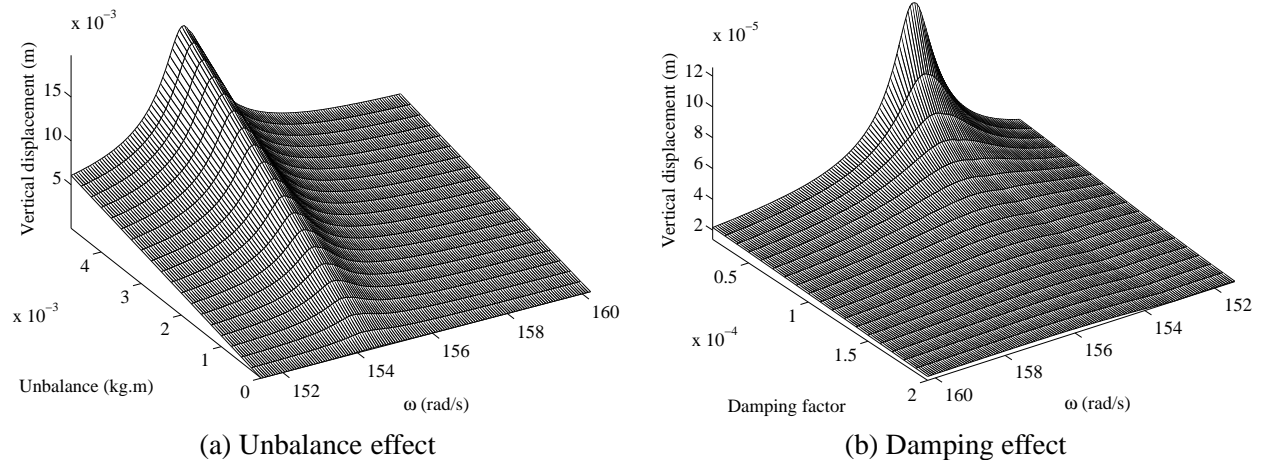 x 10⁻³
Vertical displacement (m)
15
10
5
4
3
2
1
0
x 10⁻³
Unbalance (kg.m)
152
154
156
158
160
ω (rad/s)
(a) Unbalance effect
x 10⁻⁵
Vertical displacement (m)
12
10
8
6
4
2
0.5
1
1.5
2
x 10⁻⁴
Damping factor
160
158
156
154
152
ω (rad/s)
(b) Damping effect